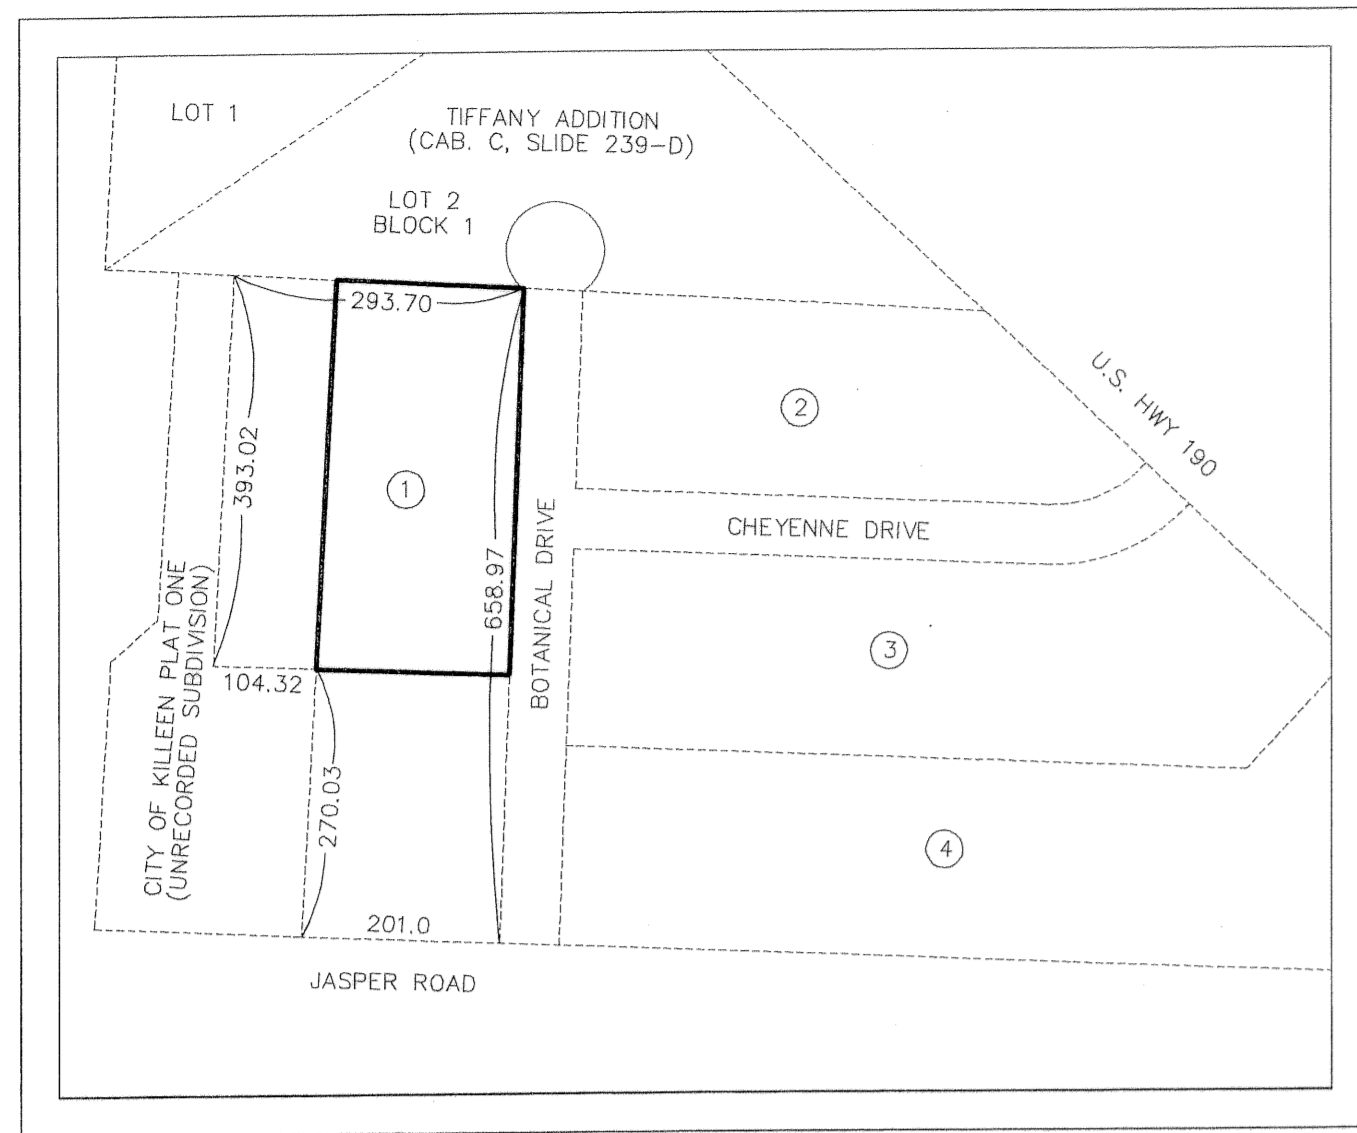 LOT 1
TIFFANY ADDITION
(CAB. C, SLIDE 239-D)
LOT 2
BLOCK 1
293.70
U.S. HWY 190
2
393.02
1
CHEYENNE DRIVE
BOTANICAL DRIVE
658.97
3
CITY OF KILLEEN PLAT ONE
(UNRECORDED SUBDIVISION)
104.32
270.03
4
201.0
JASPER ROAD